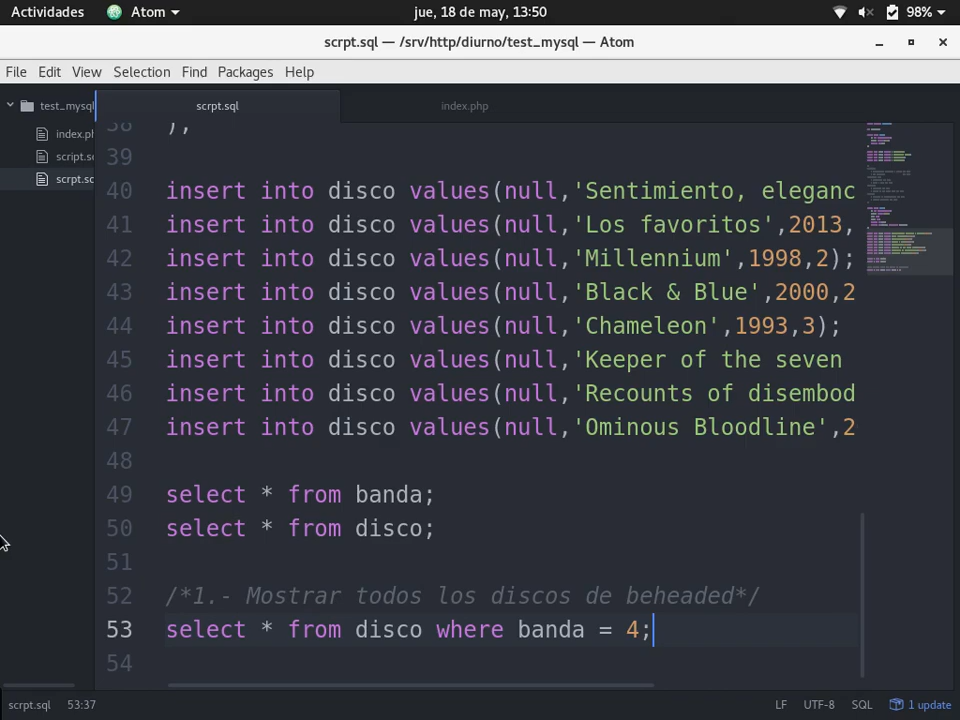 Actividades Atom jue, 18 de may, 13:50 98%
scrpt.sql — /srv/http/diurno/test_mysql — Atom
File Edit View Selection Find Packages Help
test_mysql scrpt.sql index.php
index.ph
script.sc
scrpt.sc
38 );
39
40 insert into disco values(null,'Sentimiento, eleganc
41 insert into disco values(null,'Los favoritos',2013,
42 insert into disco values(null,'Millennium',1998,2);
43 insert into disco values(null,'Black & Blue',2000,2
44 insert into disco values(null,'Chameleon',1993,3);
45 insert into disco values(null,'Keeper of the seven
46 insert into disco values(null,'Recounts of disembod
47 insert into disco values(null,'Ominous Bloodline',2
48
49 select * from banda;
50 select * from disco;
51
52 /*1.- Mostrar todos los discos de beheaded*/
53 select * from disco where banda = 4;
54
scrpt.sql 53:37 LF UTF-8 SQL 1 update